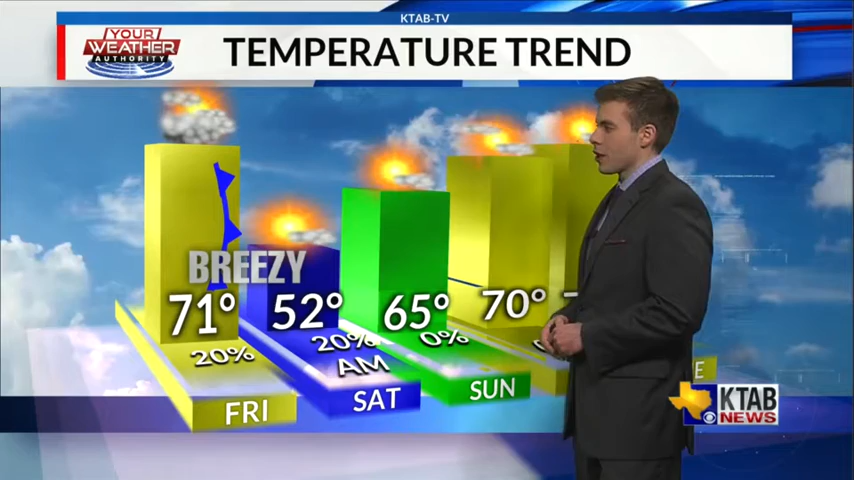 KTAB-TV
YOUR
WEATHER
AUTHORITY
TEMPERATURE TREND
BREEZY
71° 52° 65° 70°
20% 20% 0%
AM
FRI SAT SUN
KTAB
NEWS